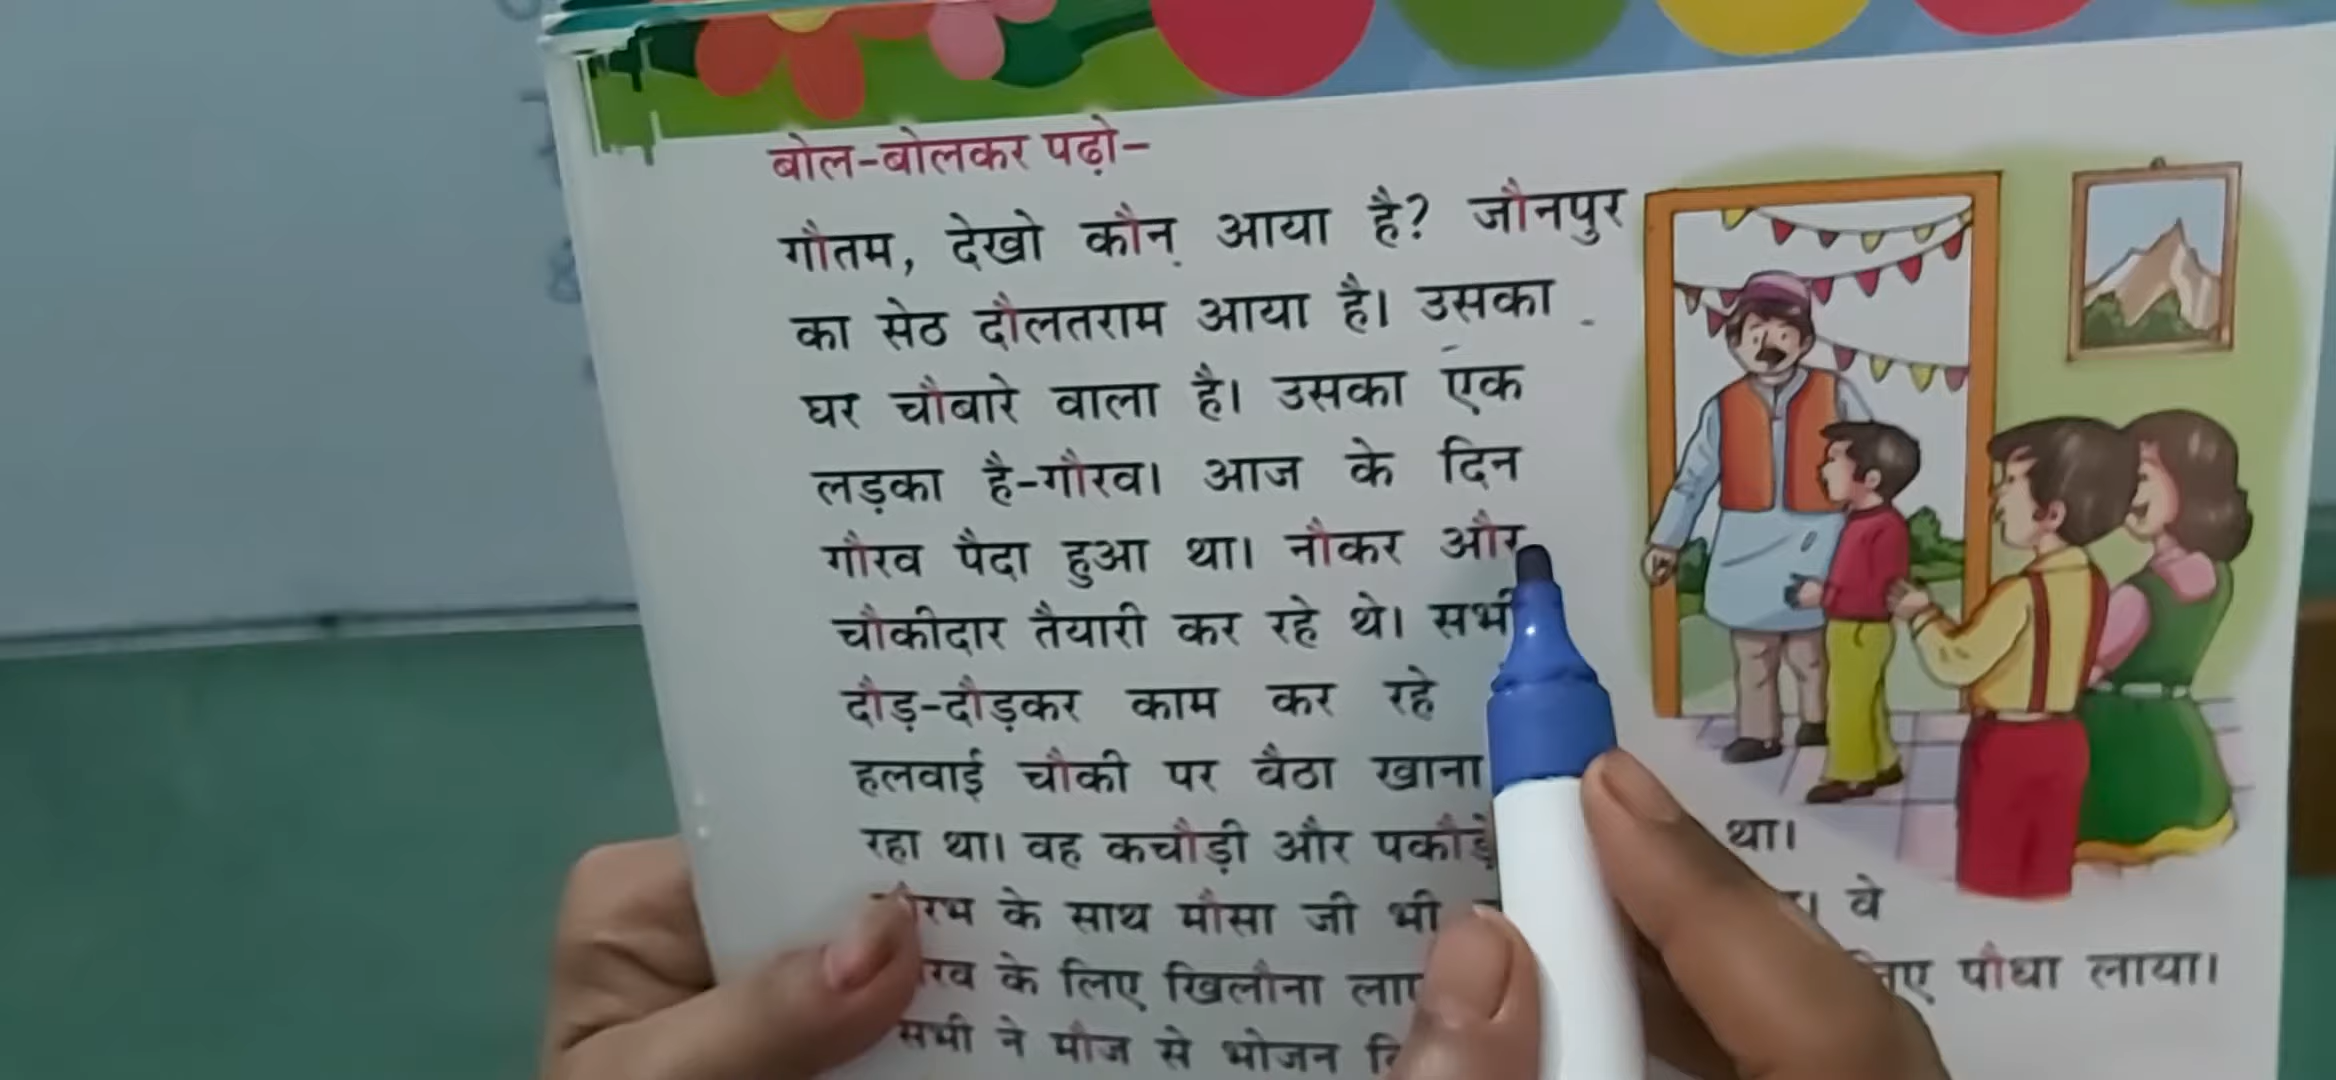 बोल-बोलकर पढ़ो-
गौतम, देखो कौन आया है? जौनपुर
का सेठ दौलतराम आया है। उसका
घर चौबारे वाला है। उसका एक
लड़का है-गौरव। आज के दिन
गौरव पैदा हुआ था। नौकर और
चौकीदार तैयारी कर रहे थे। सभी
दौड़-दौड़कर काम कर रहे
हलवाई चौकी पर बैठा खाना
रहा था। वह कचौड़ी और पकौड़े था।
के साथ मौसा जी भी वे
के लिए खिलौना पौधा लाया।
सभी ने मौज से भोजन